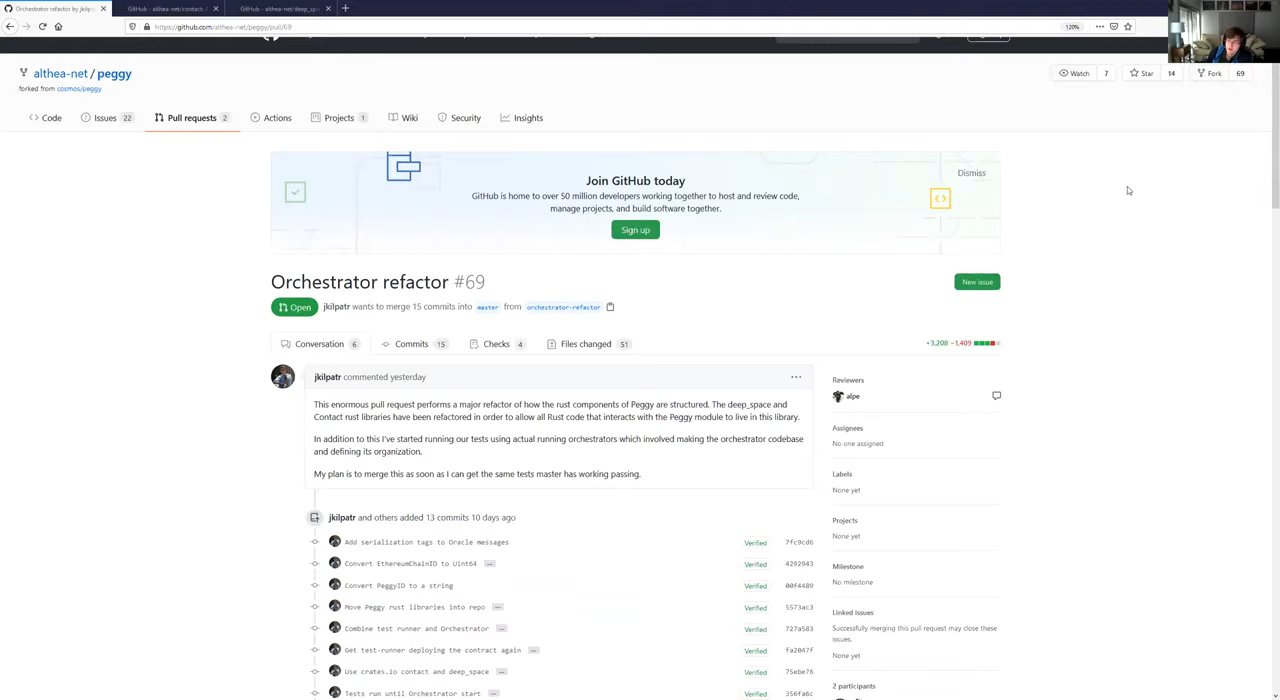 Orchestrator refactor by jkilpatr
GitHub - althea-net/contact:
GitHub - althea-net/deep_spa
https://github.com/althea-net/peggy/pull/69
120%
althea-net / peggy
forked from cosmos/peggy
Watch 7
Star 14
Fork 69
Code
Issues 22
Pull requests 2
Actions
Projects 1
Wiki
Security
Insights
Join GitHub today
Dismiss
GitHub is home to over 50 million developers working together to host and review code,
manage projects, and build software together.
Sign up
Orchestrator refactor #69
New issue
Open
jkilpatr wants to merge 15 commits into master from orchestrator-refactor
Conversation 6
Commits 15
Checks 4
Files changed 51
+3,208 −1,409
jkilpatr commented yesterday
This enormous pull request performs a major refactor of how the rust components of Peggy are structured. The deep_space and
Contact rust libraries have been refactored in order to allow all Rust code that interacts with the Peggy module to live in this library.
In addition to this I've started running our tests using actual running orchestrators which involved making the orchestrator codebase
and defining its organization.
My plan is to merge this as soon as I can get the same tests master has working passing.
jkilpatr and others added 13 commits 10 days ago
Add serialization tags to Oracle messages Verified 7fc9cd6
Convert EthereumChainID to Uint64 … Verified 4292943
Convert PeggyID to a string Verified 00f4489
Move Peggy rust libraries into repo … Verified 5573ac3
Combine test runner and Orchestrator … Verified 727a583
Get test-runner deploying the contract again … Verified fa2047f
Use crates.io contact and deep_space … Verified 75ebe76
Tests run until Orchestrator start … Verified 356fa6c
Reviewers
alpe
Assignees
No one assigned
Labels
None yet
Projects
None yet
Milestone
No milestone
Linked issues
Successfully merging this pull request may close these
issues.
None yet
2 participants